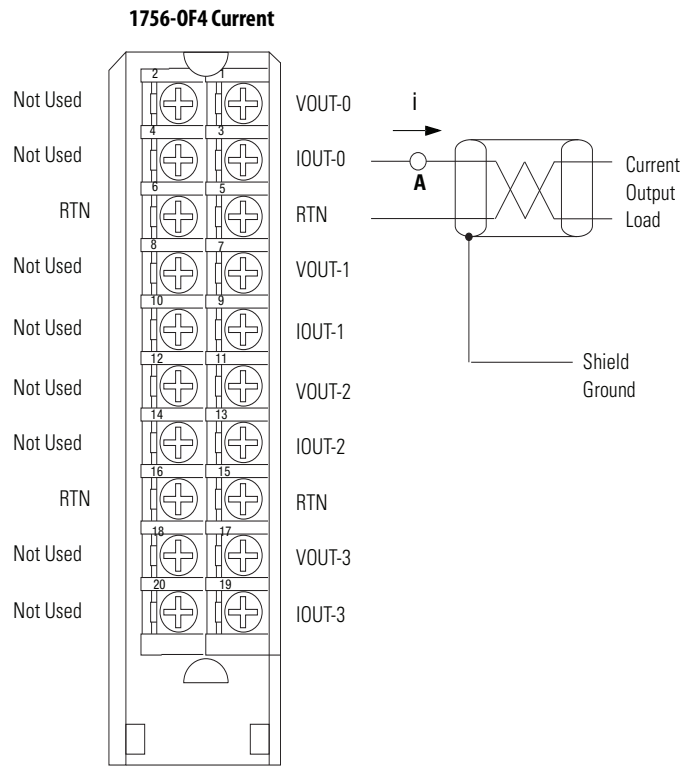 1756-OF4 Current
2 1
Not Used VOUT-0
i
4 3
Not Used IOUT-0
A
Current
Output
Load
6 5
RTN RTN
8 7
Not Used VOUT-1
10 9
Not Used IOUT-1
12 11
Shield
Ground
Not Used VOUT-2
14 13
Not Used IOUT-2
16 15
RTN RTN
18 17
Not Used VOUT-3
20 19
Not Used IOUT-3